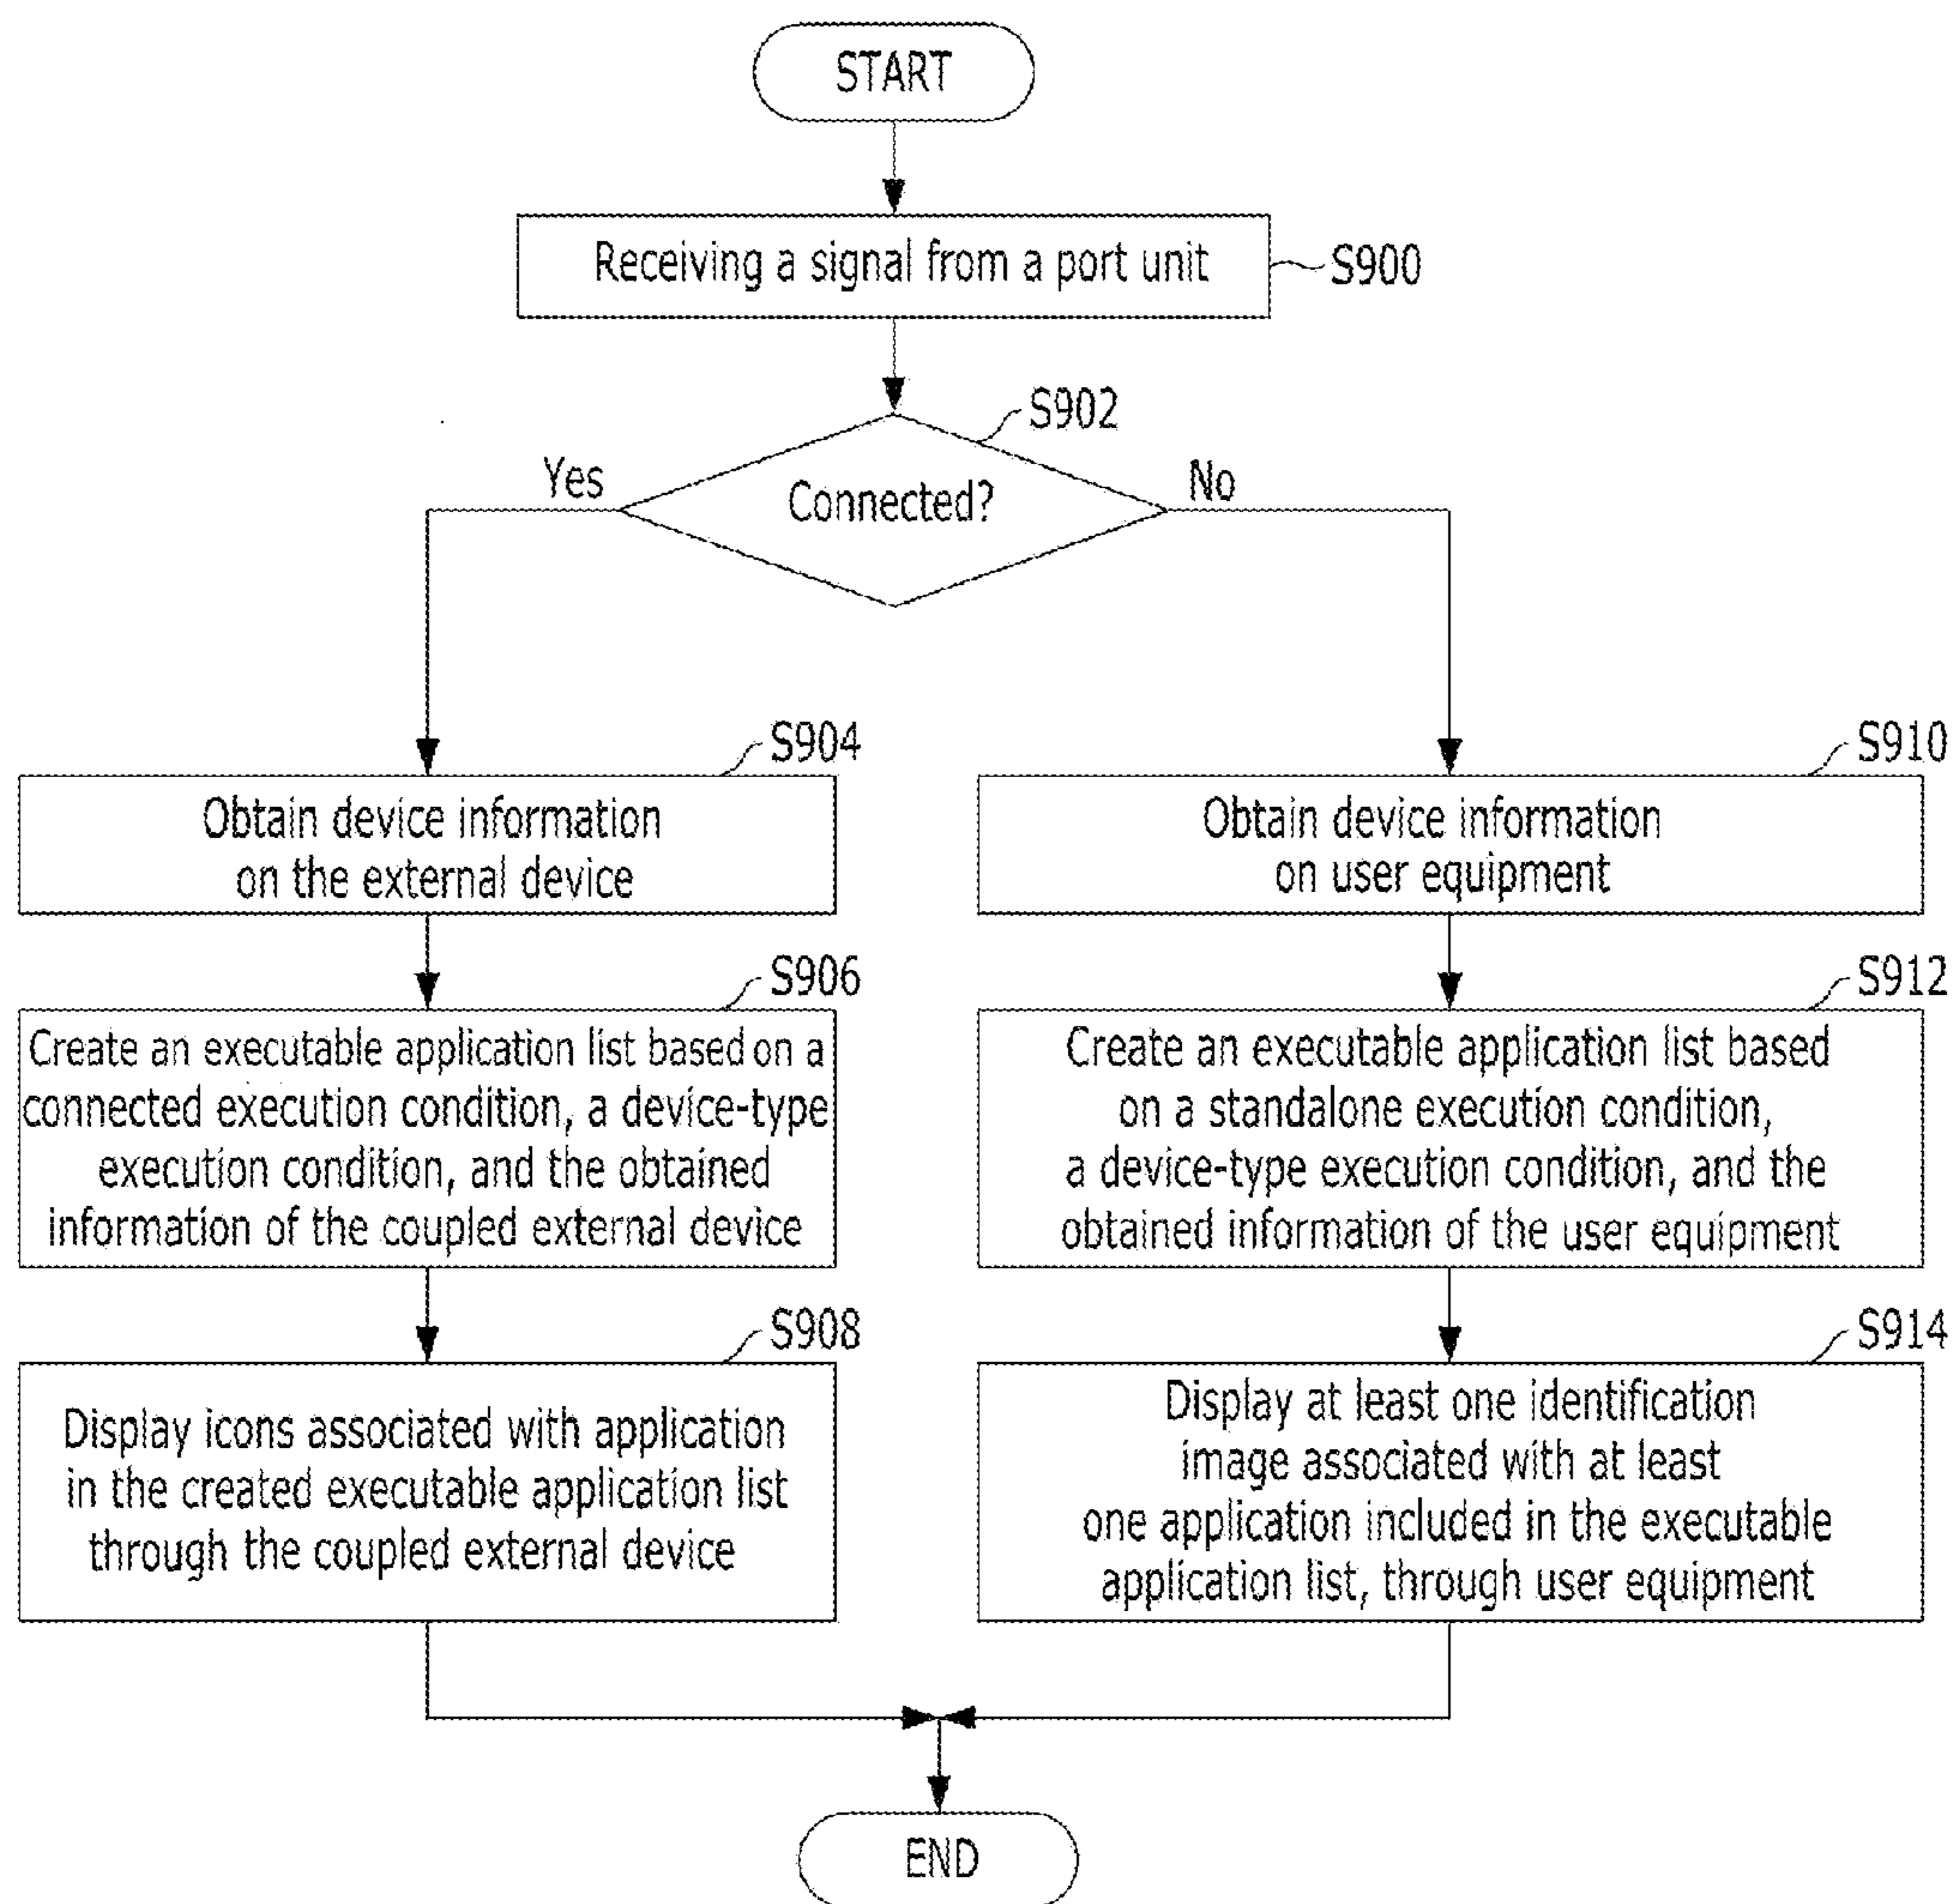 START
Receiving a signal from a port unit
S900
S902
Connected?
Yes
No
S904
Obtain device information
on the external device
S906
Create an executable application list based on a
connected execution condition, a device-type
execution condition, and the obtained
information of the coupled external device
S908
Display icons associated with application
in the created executable application list
through the coupled external device
S910
Obtain device information
on user equipment
S912
Create an executable application list based
on a standalone execution condition,
a device-type execution condition, and the
obtained information of the user equipment
S914
Display at least one identification
image associated with at least
one application included in the executable
application list, through user equipment
END